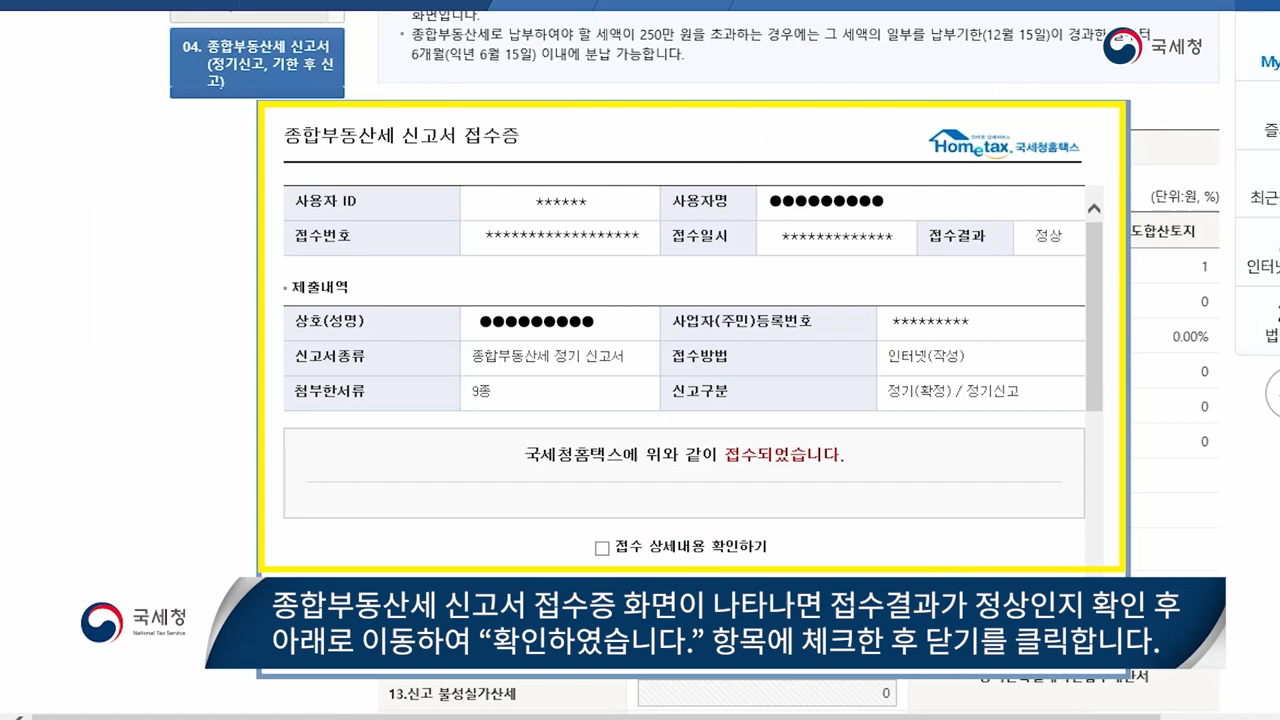 화면입니다.
04. 종합부동산세 신고서
(정기신고, 기한 후 신
고)
종합부동산세로 납부하여야 할 세액이 250만 원을 초과하는 경우에는 그 세액의 일부를 납부기한(12월 15일)이 경과한
6개월(익년 6월 15일) 이내에 분납 가능합니다.
국세청
My
종합부동산세 신고서 접수증
Hometax. 국세청홈택스
사용자 ID ****** 사용자명 ●●●●●●●●●
접수번호 ****************** 접수일시 ************* 접수결과 정상
제출내역
상호(성명) ●●●●●●●●● 사업자(주민)등록번호 *********
신고서종류 종합부동산세 정기 신고서 접수방법 인터넷(작성)
첨부한서류 9종 신고구분 정기(확정) / 정기신고
국세청홈택스에 위와 같이 접수되었습니다.
접수 상세내용 확인하기
(단위:원, %)
도합산토지
1
0
0.00%
0
0
0
최근
인터넷
법
국세청
National Tax Service
종합부동산세 신고서 접수증 화면이 나타나면 접수결과가 정상인지 확인 후
아래로 이동하여 “확인하였습니다.” 항목에 체크한 후 닫기를 클릭합니다.
13.신고 불성실가산세 0